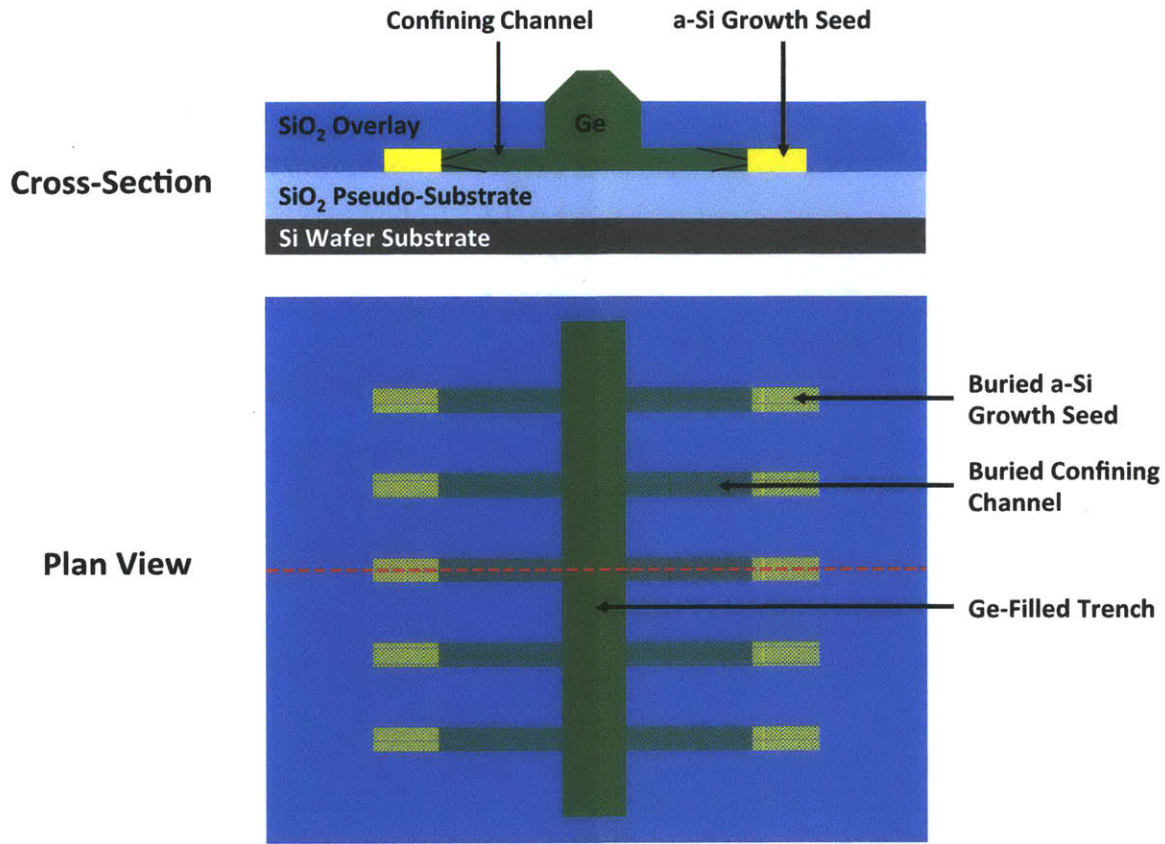 Confining Channel
a-Si Growth Seed
SiO₂ Overlay
Ge
Cross-Section
SiO₂ Pseudo-Substrate
Si Wafer Substrate
Buried a-Si
Growth Seed
Buried Confining
Channel
Plan View
Ge-Filled Trench